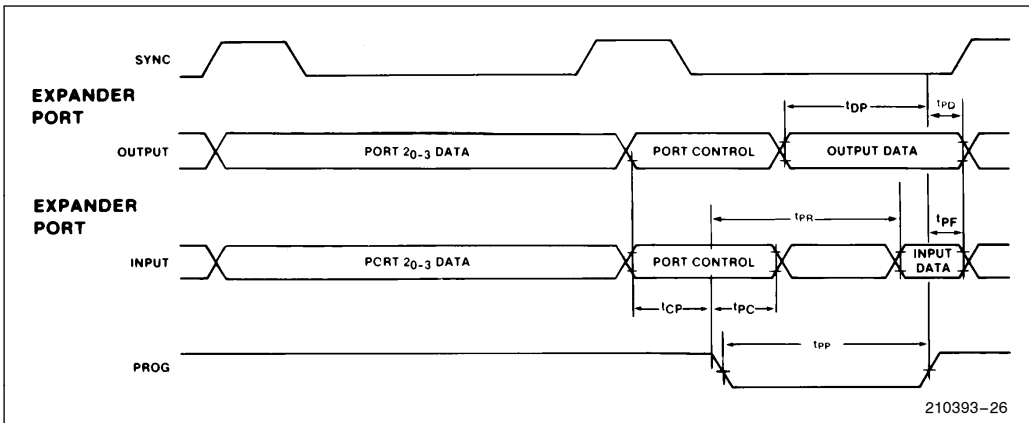 SYNC
EXPANDER
PORT
tDP
tPD
OUTPUT
PORT 20-3 DATA
PORT CONTROL
OUTPUT DATA
EXPANDER
PORT
tPR
tPF
INPUT
PCRT 20-3 DATA
PORT CONTROL
INPUT
DATA
tCP
tPC
tPP
PROG
210393-26